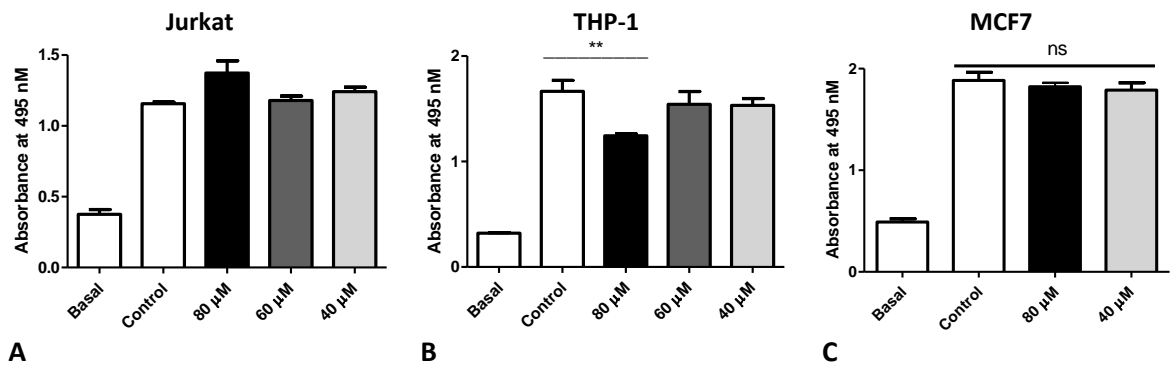 Jurkat
Absorbance at 495 nM
1.5
1.0
0.5
0.0
Basal
Control
80 µM
60 µM
40 µM
A
THP-1
**
Absorbance at 495 nM
2
1
0
Basal
Control
80 µM
60 µM
40 µM
B
MCF7
ns
Absorbance at 495 nM
2
1
0
Basal
Control
80 µM
40 µM
C